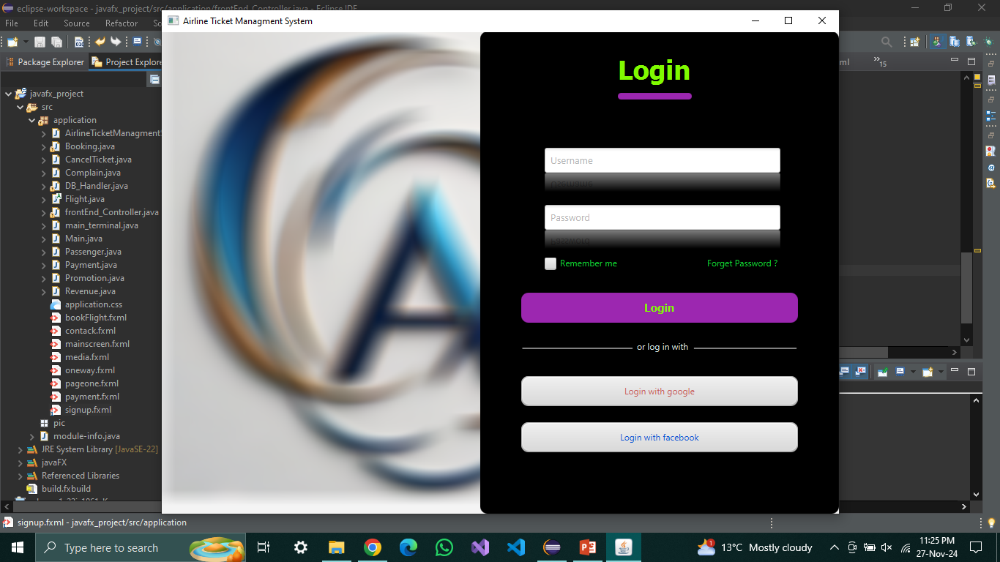 eclipse-workspace - javafx_project/src/application/frontEnd_Controller.java - Eclipse IDE
Airline Ticket Managment System
File Edit Source Refactor
Package Explorer
Project Explore
ml
15
javafx_project
src
application
AirlineTicketManagment
Booking.java
CancelTicket.java
Complain.java
DB_Handler.java
Flight.java
frontEnd_Controller.java
main_terminal.java
Main.java
Passenger.java
Payment.java
Promotion.java
Revenue.java
application.css
bookFlight.fxml
contack.fxml
mainscreen.fxml
media.fxml
oneway.fxml
pageone.fxml
payment.fxml
signup.fxml
pic
module-info.java
JRE System Library [JavaSE-22]
javaFX
Referenced Libraries
build.fxbuild
A
Login
Username
Password
Remember me
Forget Password ?
Login
or log in with
Login with google
Login with facebook
signup.fxml - javafx_project/src/application
Type here to search
1
13°C Mostly cloudy
11:25 PM
27-Nov-24